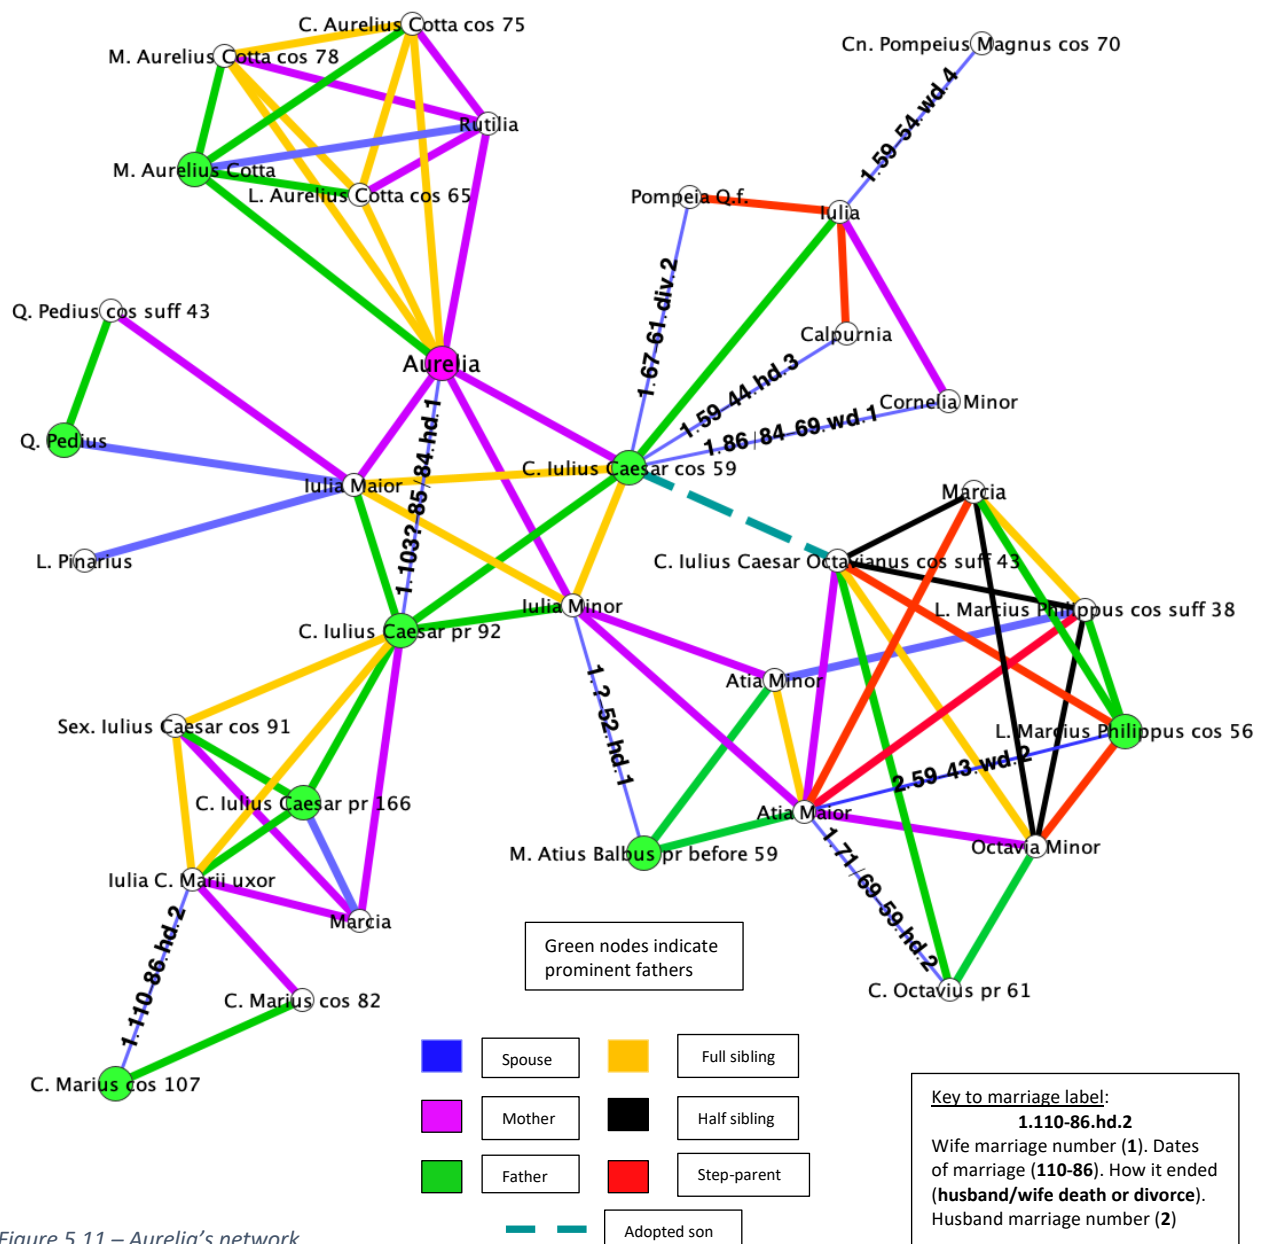 C. Aurelius Cotta cos 75
M. Aurelius Cotta cos 78
Cn. Pompeius Magnus cos 70
1.59-54.wd.4
Rutilia
M. Aurelius Cotta
L. Aurelius Cotta cos 65
Pompeia Q.f.
Iulia
1.67-61.div.2
Q. Pedius cos suff 43
Calpurnia
Aurelia
1.59-44.hd.3
Cornelia Minor
1.86/84-69.wd.1
Q. Pedius
C. Iulius Caesar cos 59
Iulia Maior
1.103?-85/84.hd.1
Marcia
L. Pinarius
C. Iulius Caesar Octavianus cos suff 43
Iulia Minor
L. Marcius Philippus cos suff 38
C. Iulius Caesar pr 92
Atia Minor
1.?-52.hd.1
Sex. Iulius Caesar cos 91
L. Marcius Philippus cos 56
2.59-43.wd.2
C. Iulius Caesar pr 166
Atia Maior
Octavia Minor
M. Atius Balbus pr before 59
1.71/69-59.hd.2
Iulia C. Marii uxor
Marcia
1.110-86.hd.2
Green nodes indicate
prominent fathers
C. Octavius pr 61
C. Marius cos 82
C. Marius cos 107
Spouse
Full sibling
Mother
Half sibling
Father
Step-parent
Adopted son
Key to marriage label:
1.110-86.hd.2
Wife marriage number (1). Dates
of marriage (110-86). How it ended
(husband/wife death or divorce).
Husband marriage number (2)
Figure 5.11 – Aurelia's network